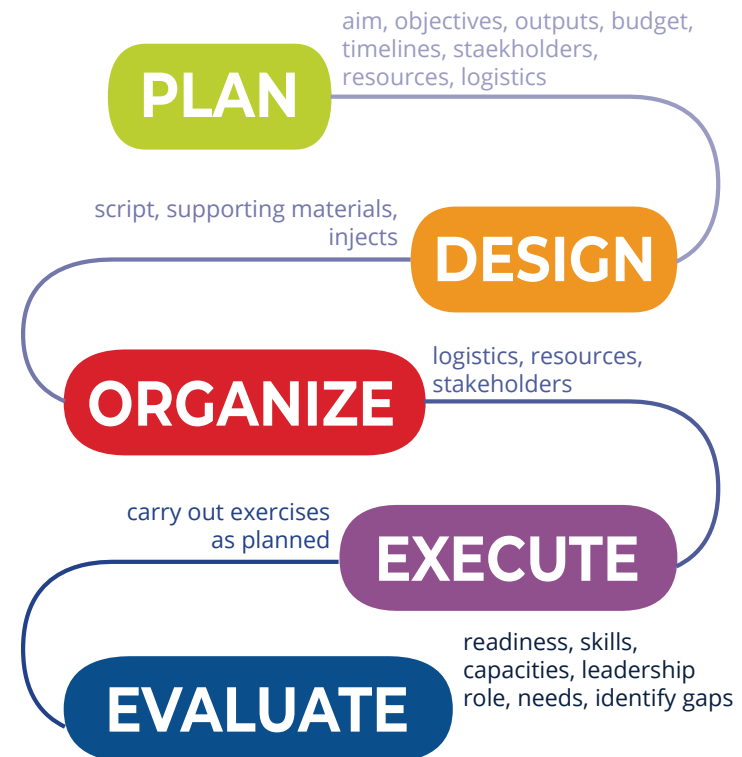 aim, objectives, outputs, budget,
timelines, staekholders,
resources, logistics
PLAN
script, supporting materials,
injects
DESIGN
logistics, resources,
stakeholders
ORGANIZE
carry out exercises
as planned
EXECUTE
readiness, skills,
capacities, leadership
role, needs, identify gaps
EVALUATE